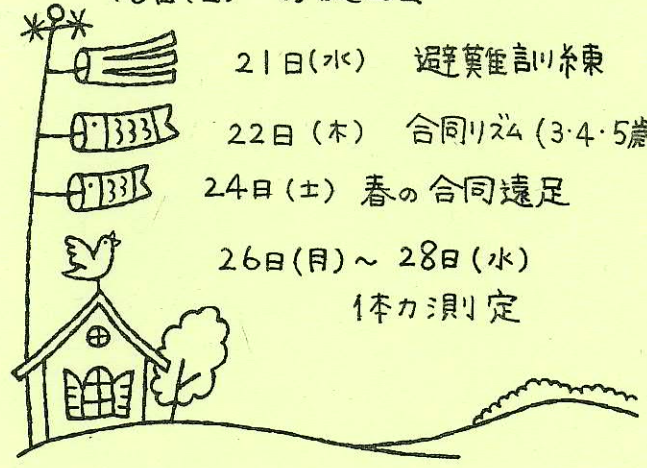 21日(水) 避難訓練
22日(木) 合同リズム(3・4・5歳
24日(土) 春の合同遠足
26日(月)～28日(水)
体力測定